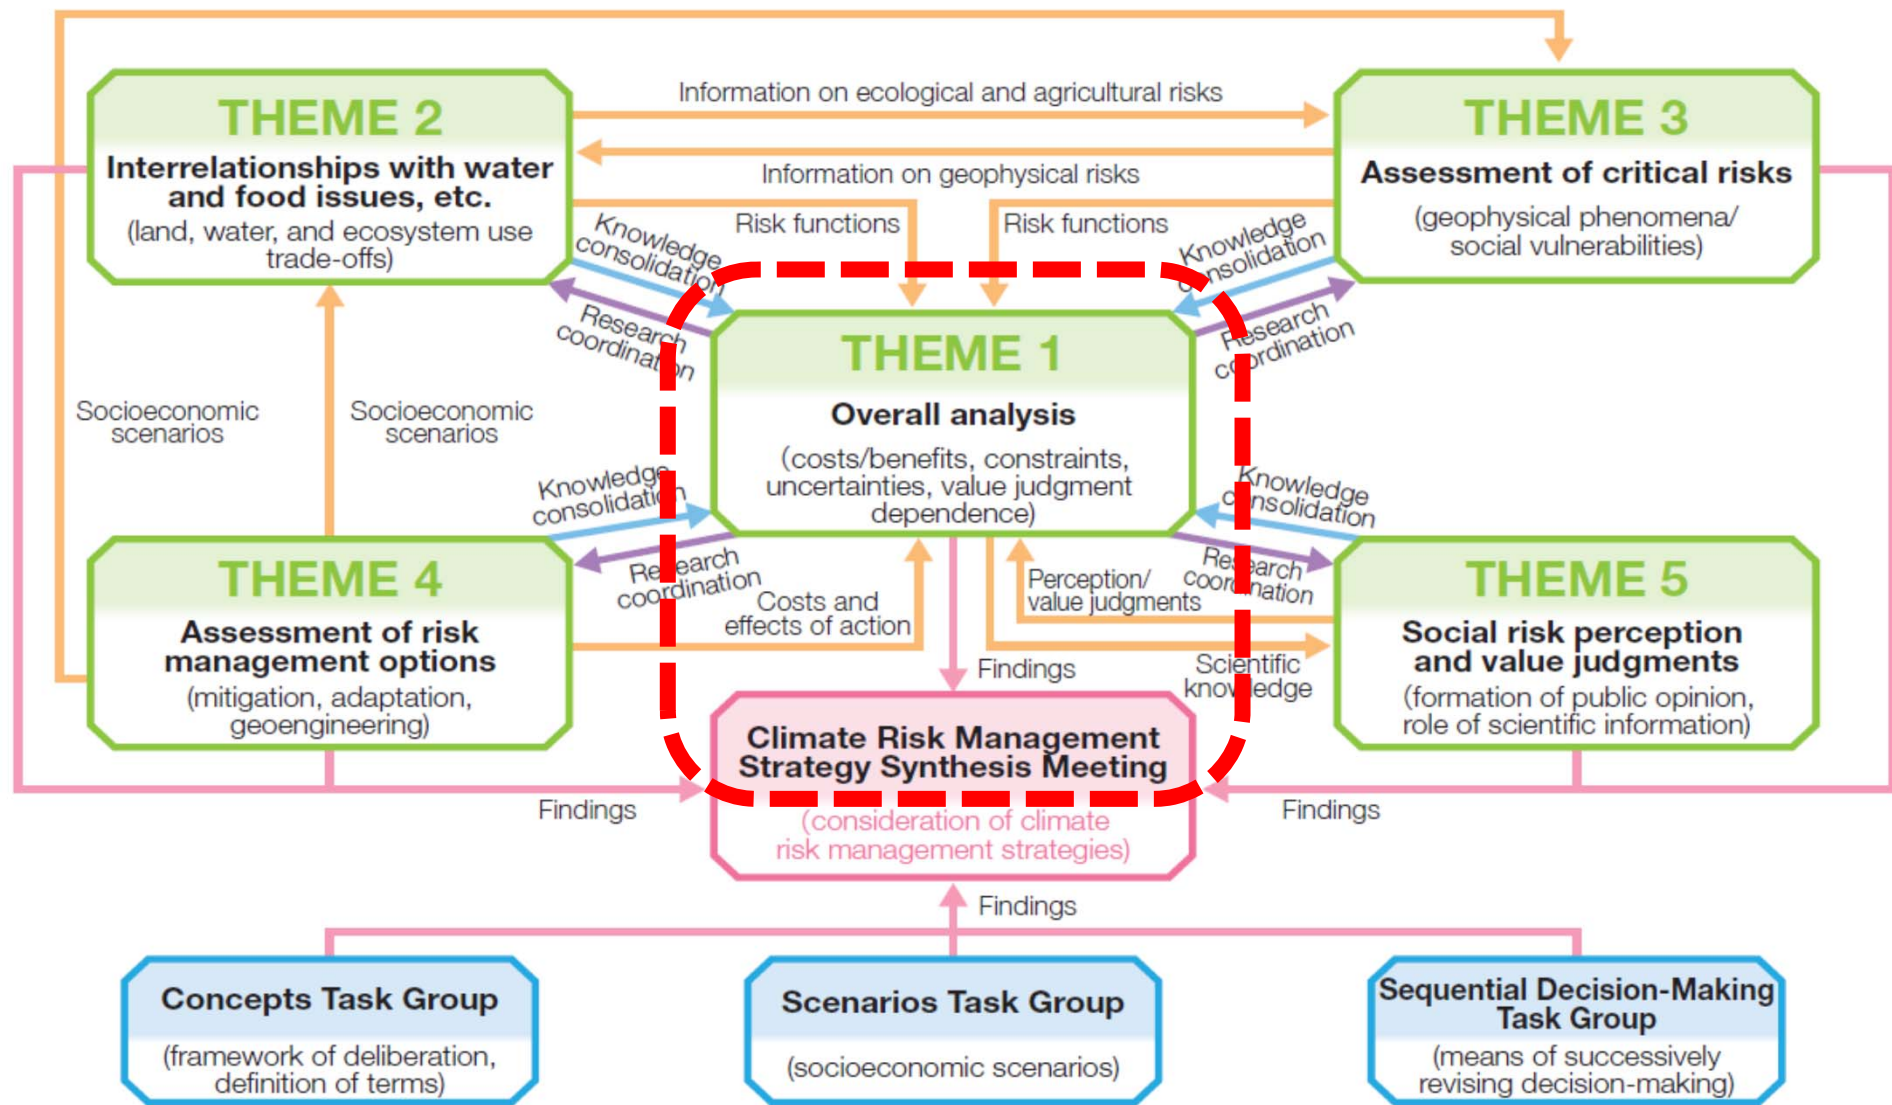 THEME 2
Interrelationships with water
and food issues, etc.
(land, water, and ecosystem use
trade-offs)
Information on ecological and agricultural risks
Information on geophysical risks
Risk functions
Risk functions
THEME 3
Assessment of critical risks
(geophysical phenomena/
social vulnerabilities)
Knowledge
consolidation
Research
coordination
Knowledge
consolidation
Research
coordination
THEME 1
Overall analysis
(costs/benefits, constraints,
uncertainties, value judgment
dependence)
Socioeconomic
scenarios
Socioeconomic
scenarios
Knowledge
consolidation
Research
coordination
Knowledge
consolidation
Research
coordination
THEME 4
Assessment of risk
management options
(mitigation, adaptation,
geoengineering)
Costs and
effects of action
Perception/
value judgments
Findings
Scientific
knowledge
THEME 5
Social risk perception
and value judgments
(formation of public opinion,
role of scientific information)
Climate Risk Management
Strategy Synthesis Meeting
(consideration of climate
risk management strategies)
Findings
Findings
Findings
Concepts Task Group
(framework of deliberation,
definition of terms)
Scenarios Task Group
(socioeconomic scenarios)
Sequential Decision-Making
Task Group
(means of successively
revising decision-making)